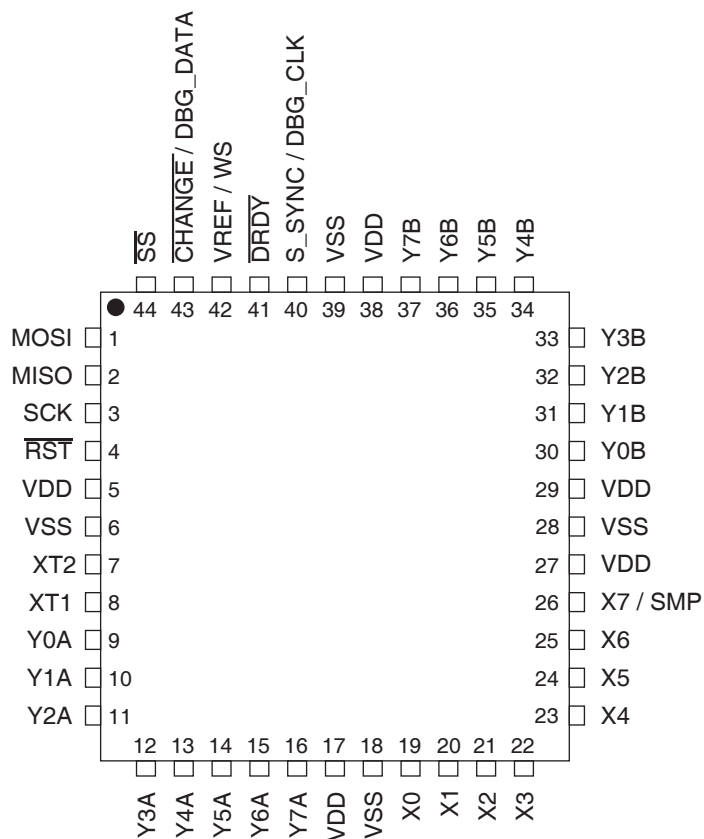 SS
CHANGE / DBG_DATA
VREF / WS
DRDY
S_SYNC / DBG_CLK
VSS
VDD
Y7B
Y6B
Y5B
Y4B
44 43 42 41 40 39 38 37 36 35 34
MOSI 1
MISO 2
SCK 3
RST 4
VDD 5
VSS 6
XT2 7
XT1 8
Y0A 9
Y1A 10
Y2A 11
33 Y3B
32 Y2B
31 Y1B
30 Y0B
29 VDD
28 VSS
27 VDD
26 X7 / SMP
25 X6
24 X5
23 X4
12 13 14 15 16 17 18 19 20 21 22
Y3A
Y4A
Y5A
Y6A
Y7A
VDD
VSS
X0
X1
X2
X3